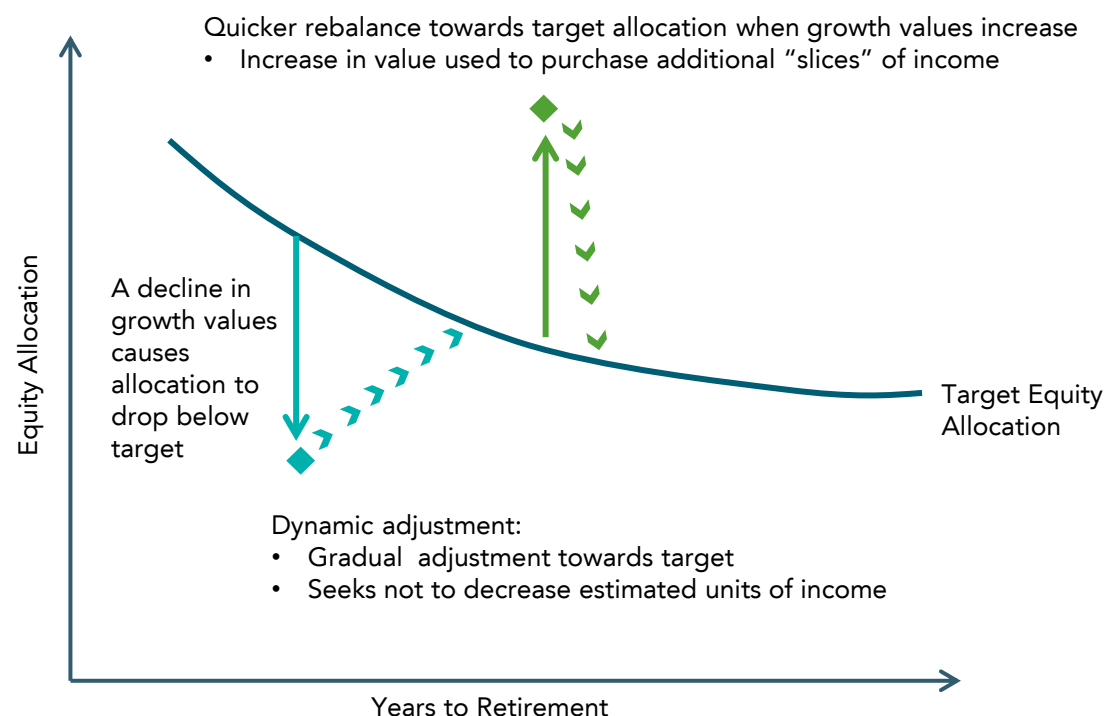 Quicker rebalance towards target allocation when growth values increase
• Increase in value used to purchase additional “slices” of income
Equity Allocation
A decline in
growth values
causes
allocation to
drop below
target
Target Equity
Allocation
Dynamic adjustment:
• Gradual  adjustment towards target
• Seeks not to decrease estimated units of income
Years to Retirement